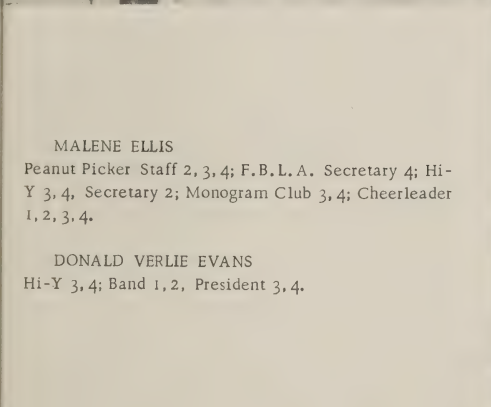 MALENE ELLIS
Peanut Picker Staff 2, 3, 4; F.B.L.A. Secretary 4; Hi-
Y 3, 4, Secretary 2; Monogram Club 3, 4; Cheerleader
1, 2, 3, 4.
DONALD VERLIE EVANS
Hi-Y 3, 4; Band 1, 2, President 3, 4.